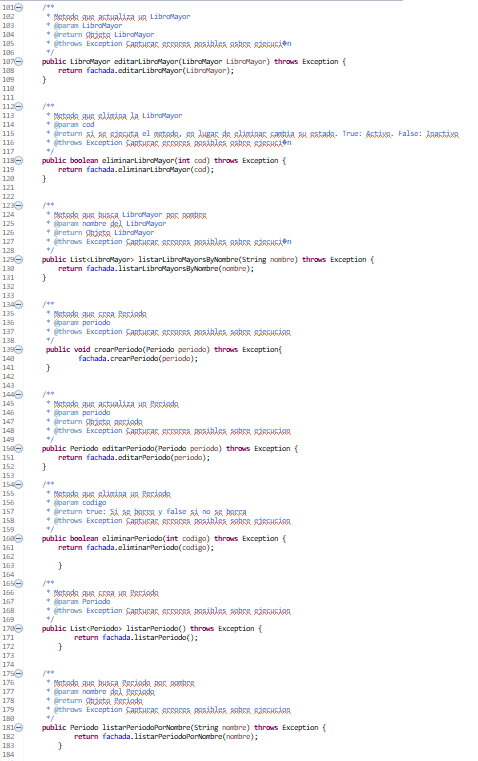 101 /**
102 * Metodo que actualiza un LibroMayor
103 * @param LibroMayor
104 * @return Objeto LibroMayor
105 * @throws Exception Capturar errores posibles osbre ejecuci�n
106 */
107 public LibroMayor editarLibroMayor(LibroMayor LibroMayor) throws Exception {
108 return fachada.editarLibroMayor(LibroMayor);
109 }
110
111
112 /**
113 * Metodo que elimina la LibroMayor
114 * @param cod
115 * @return si se ejecuta el metodo, en lugar de eliminar cambia su estado. True: Activo. False: Inactivo
116 * @throws Exception Capturar errores posibles osbre ejecuci�n
117 */
118 public boolean eliminarLibroMayor(int cod) throws Exception {
119 return fachada.eliminarLibroMayor(cod);
120 }
121
122
123 /**
124 * Metodo que busca LibroMayor por nombre
125 * @param nombre del LibroMayor
126 * @return Objeto LibroMayor
127 * @throws Exception Capturar errores posibles osbre ejecuci�n
128 */
129 public List<LibroMayor> listarLibroMayorsByNombre(String nombre) throws Exception {
130 return fachada.listarLibroMayorsByNombre(nombre);
131 }
132
133
134 /**
135 * Metodo que crea Periodo
136 * @param periodo
137 * @throws Exception Capturar errores posibles sobre ejecucion
138 */
139 public void crearPeriodo(Periodo periodo) throws Exception{
140 fachada.crearPeriodo(periodo);
141 }
142
143
144 /**
145 * Metodo que actualiza un Periodo
146 * @param periodo
147 * @return Objeto periodo
148 * @throws Exception Capturar errores posibles sobre ejecucion
149 */
150 public Periodo editarPeriodo(Periodo periodo) throws Exception {
151 return fachada.editarPeriodo(periodo);
152 }
153
154 /**
155 * Metodo que elimina un Periodo
156 * @param codigo
157 * @return true: Si se borro y false si no se borra
158 * @throws Exception Capturar errores posibles sobre ejecucion
159 */
160 public boolean eliminarPeriodo(int codigo) throws Exception {
161 return fachada.eliminarPeriodo(codigo);
162
163 }
164
165 /**
166 * Metodo que crea un Periodo
167 * @param Periodo
168 * @throws Exception Capturar errores posibles sobre ejecucion
169 */
170 public List<Periodo> listarPeriodo() throws Exception {
171 return fachada.listarPeriodo();
172 }
173
174
175 /**
176 * Metodo que busca Periodo por nombre
177 * @param nombre del Periodo
178 * @return Objeto Periodo
179 * @throws Exception Capturar errores posibles sobre ejecucion
180 */
181 public Periodo listarPeriodoPorNombre(String nombre) throws Exception {
182 return fachada.listarPeriodoPorNombre(nombre);
183 }
184